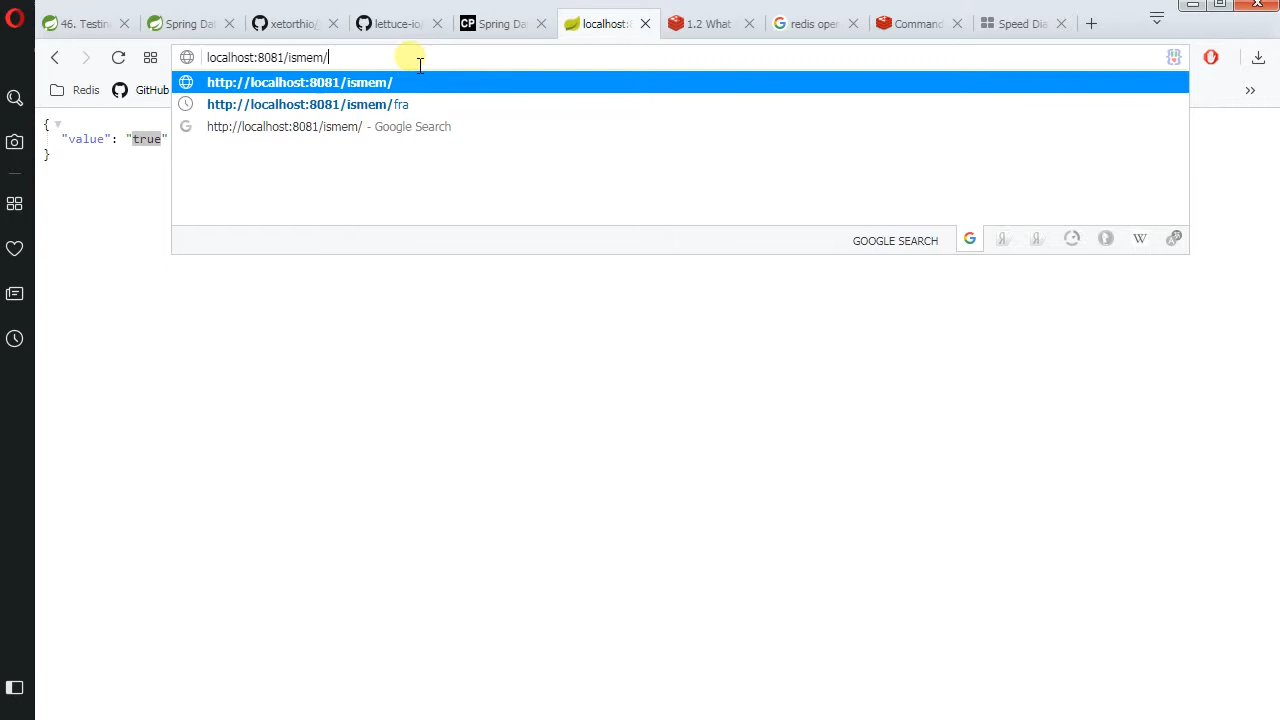 46. Testin
Spring Da
xetorthio/
lettuce-io/
CP Spring Da
localhost:
1.2 What
redis oper
Command
Speed Dia
localhost:8081/ismem/
http://localhost:8081/ismem/
Redis
GitHub
http://localhost:8081/ismem/fra
http://localhost:8081/ismem/ - Google Search
{
"value": "true"
}
GOOGLE SEARCH